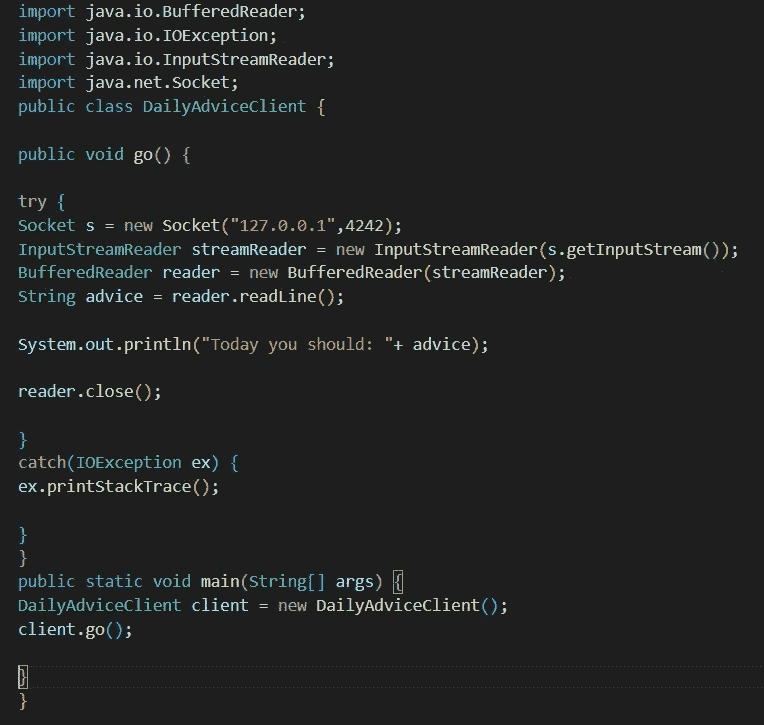 import java.io.BufferedReader;
import java.io.IOException;
import java.io.InputStreamReader;
import java.net.Socket;
public class DailyAdviceClient {
public void go() {
try {
Socket s = new Socket("127.0.0.1",4242);
InputStreamReader streamReader = new InputStreamReader(s.getInputStream());
BufferedReader reader = new BufferedReader(streamReader);
String advice = reader.readLine();
System.out.println("Today you should: "+ advice);
reader.close();
}
catch(IOException ex) {
ex.printStackTrace();
}
}
public static void main(String[] args) {
DailyAdviceClient client = new DailyAdviceClient();
client.go();
}
}